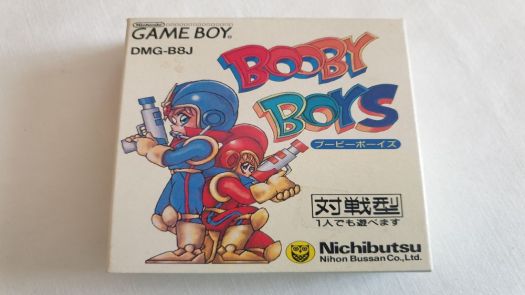 Nintendo
GAME BOY
DMG-B8J
BOOBY
BOYS
ブービーボーイズ
対戦型
1人でも遊べます
Nichibutsu
Nihon Bussan Co., Ltd.